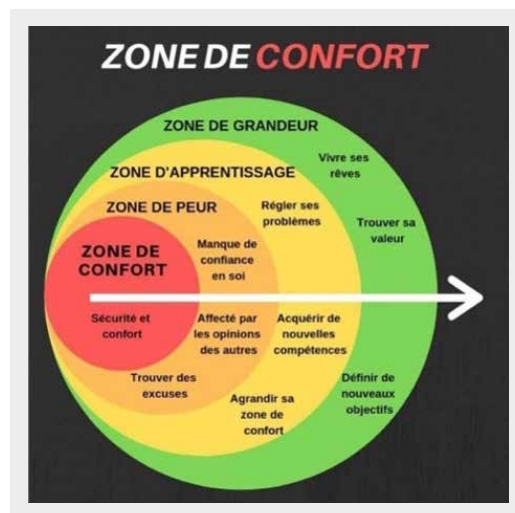 ZONE DE CONFORT
ZONE DE GRANDEUR
Vivre ses
rêves
ZONE D'APPRENTISSAGE
Régler ses
problèmes
Trouver sa
valeur
ZONE DE PEUR
Manque de
confiance
en soi
ZONE DE
CONFORT
Sécurité et
confort
Affecté par
les opinions
des autres
Acquérir de
nouvelles
compétences
Trouver des
excuses
Agrandir sa
zone de
confort
Définir de
nouveaux
objectifs